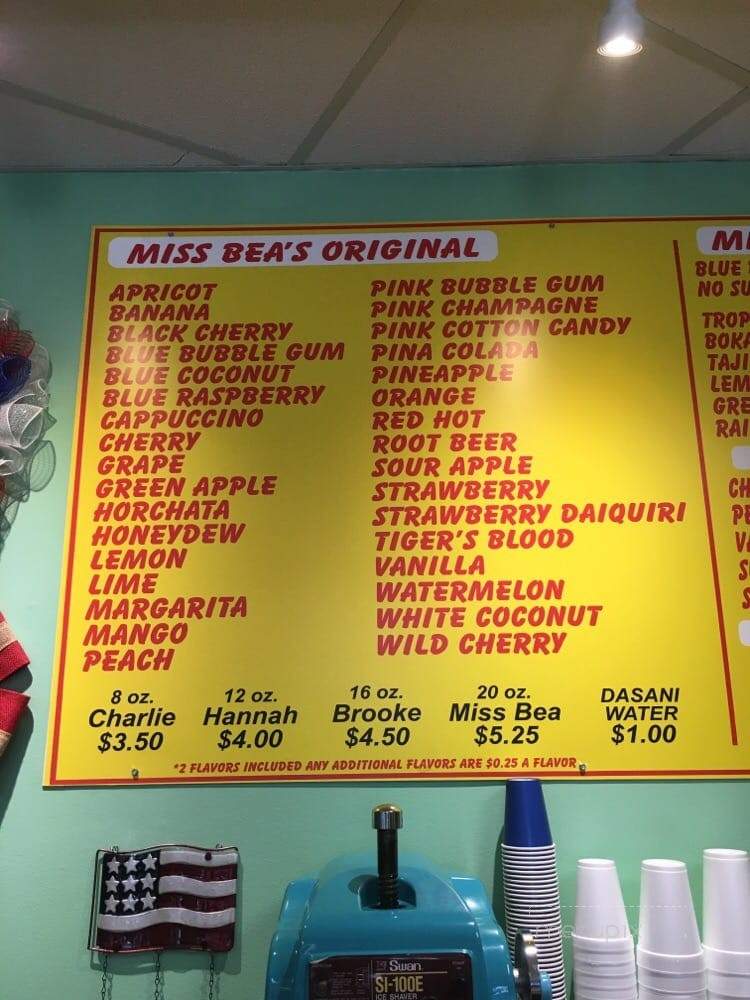 MISS BEA'S ORIGINAL
APRICOT
BANANA
BLACK CHERRY
BLUE BUBBLE GUM
BLUE COCONUT
BLUE RASPBERRY
CAPPUCCINO
CHERRY
GRAPE
GREEN APPLE
HORCHATA
HONEYDEW
LEMON
LIME
MARGARITA
MANGO
PEACH
PINK BUBBLE GUM
PINK CHAMPAGNE
PINK COTTON CANDY
PINA COLADA
PINEAPPLE
ORANGE
RED HOT
ROOT BEER
SOUR APPLE
STRAWBERRY
STRAWBERRY DAIQUIRI
TIGER'S BLOOD
VANILLA
WATERMELON
WHITE COCONUT
WILD CHERRY
8 oz.
Charlie
$3.50
12 oz.
Hannah
$4.00
16 oz.
Brooke
$4.50
20 oz.
Miss Bea
$5.25
DASANI
WATER
$1.00
*2 FLAVORS INCLUDED ANY ADDITIONAL FLAVORS ARE $0.25 A FLAVOR
BLUE
NO
Swan
SI-100E
ICE SHAVER